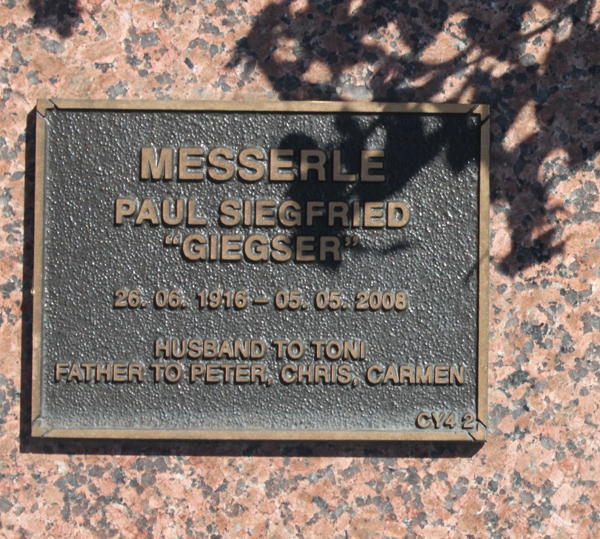 MESSERLE
PAUL SIEGFRIED
"GIEGSER"
26. 06. 1916 – 05. 05. 2008
HUSBAND TO TONI
FATHER TO PETER, CHRIS, CARMEN
CY4 2